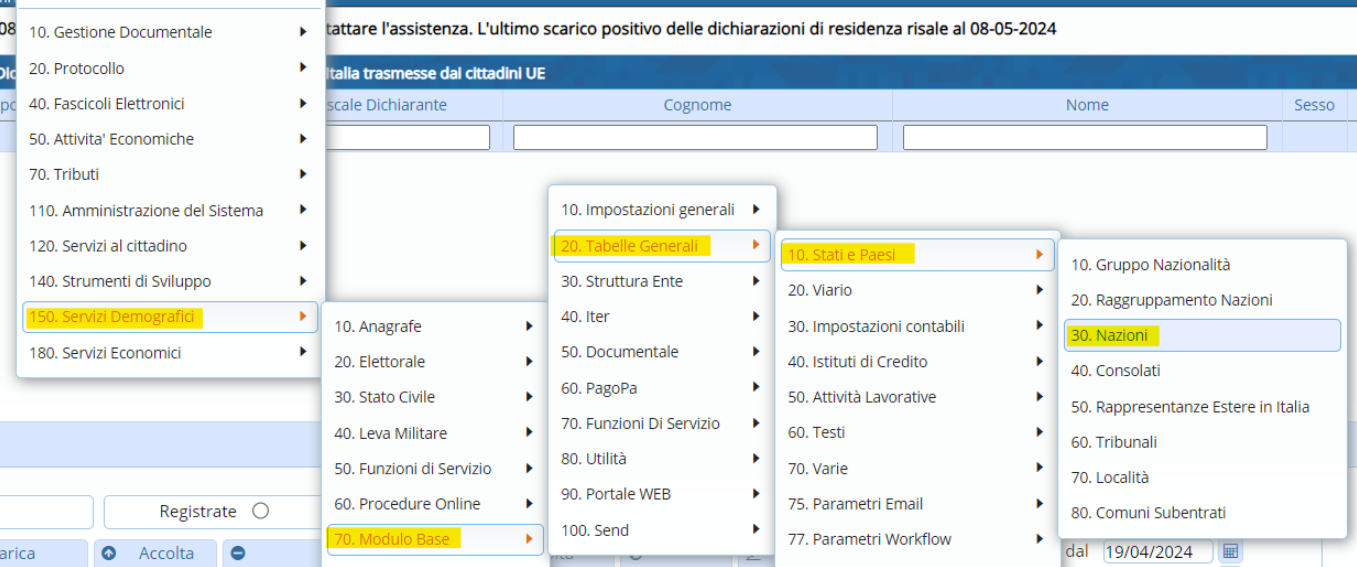 08
tattare l'assistenza. L'ultimo scarico positivo delle dichiarazioni di residenza risale al 08-05-2024
Italia trasmesse dai cittadini UE
scale Dichiarante
Cognome
Nome
Sesso
10. Gestione Documentale
20. Protocollo
40. Fascicoli Elettronici
50. Attivita' Economiche
70. Tributi
110. Amministrazione del Sistema
120. Servizi al cittadino
140. Strumenti di Sviluppo
150. Servizi Demografici
180. Servizi Economici
10. Anagrafe
20. Elettorale
30. Stato Civile
40. Leva Militare
50. Funzioni di Servizio
60. Procedure Online
70. Modulo Base
10. Impostazioni generali
20. Tabelle Generali
30. Struttura Ente
40. Iter
50. Documentale
60. PagoPa
70. Funzioni Di Servizio
80. Utilità
90. Portale WEB
100. Send
10. Stati e Paesi
20. Viario
30. Impostazioni contabili
40. Istituti di Credito
50. Attività Lavorative
60. Testi
70. Varie
75. Parametri Email
77. Parametri Workflow
10. Gruppo Nazionalità
20. Raggruppamento Nazioni
30. Nazioni
40. Consolati
50. Rappresentanze Estere in Italia
60. Tribunali
70. Località
80. Comuni Subentrati
Registrate
arica
Accolta
dal 19/04/2024